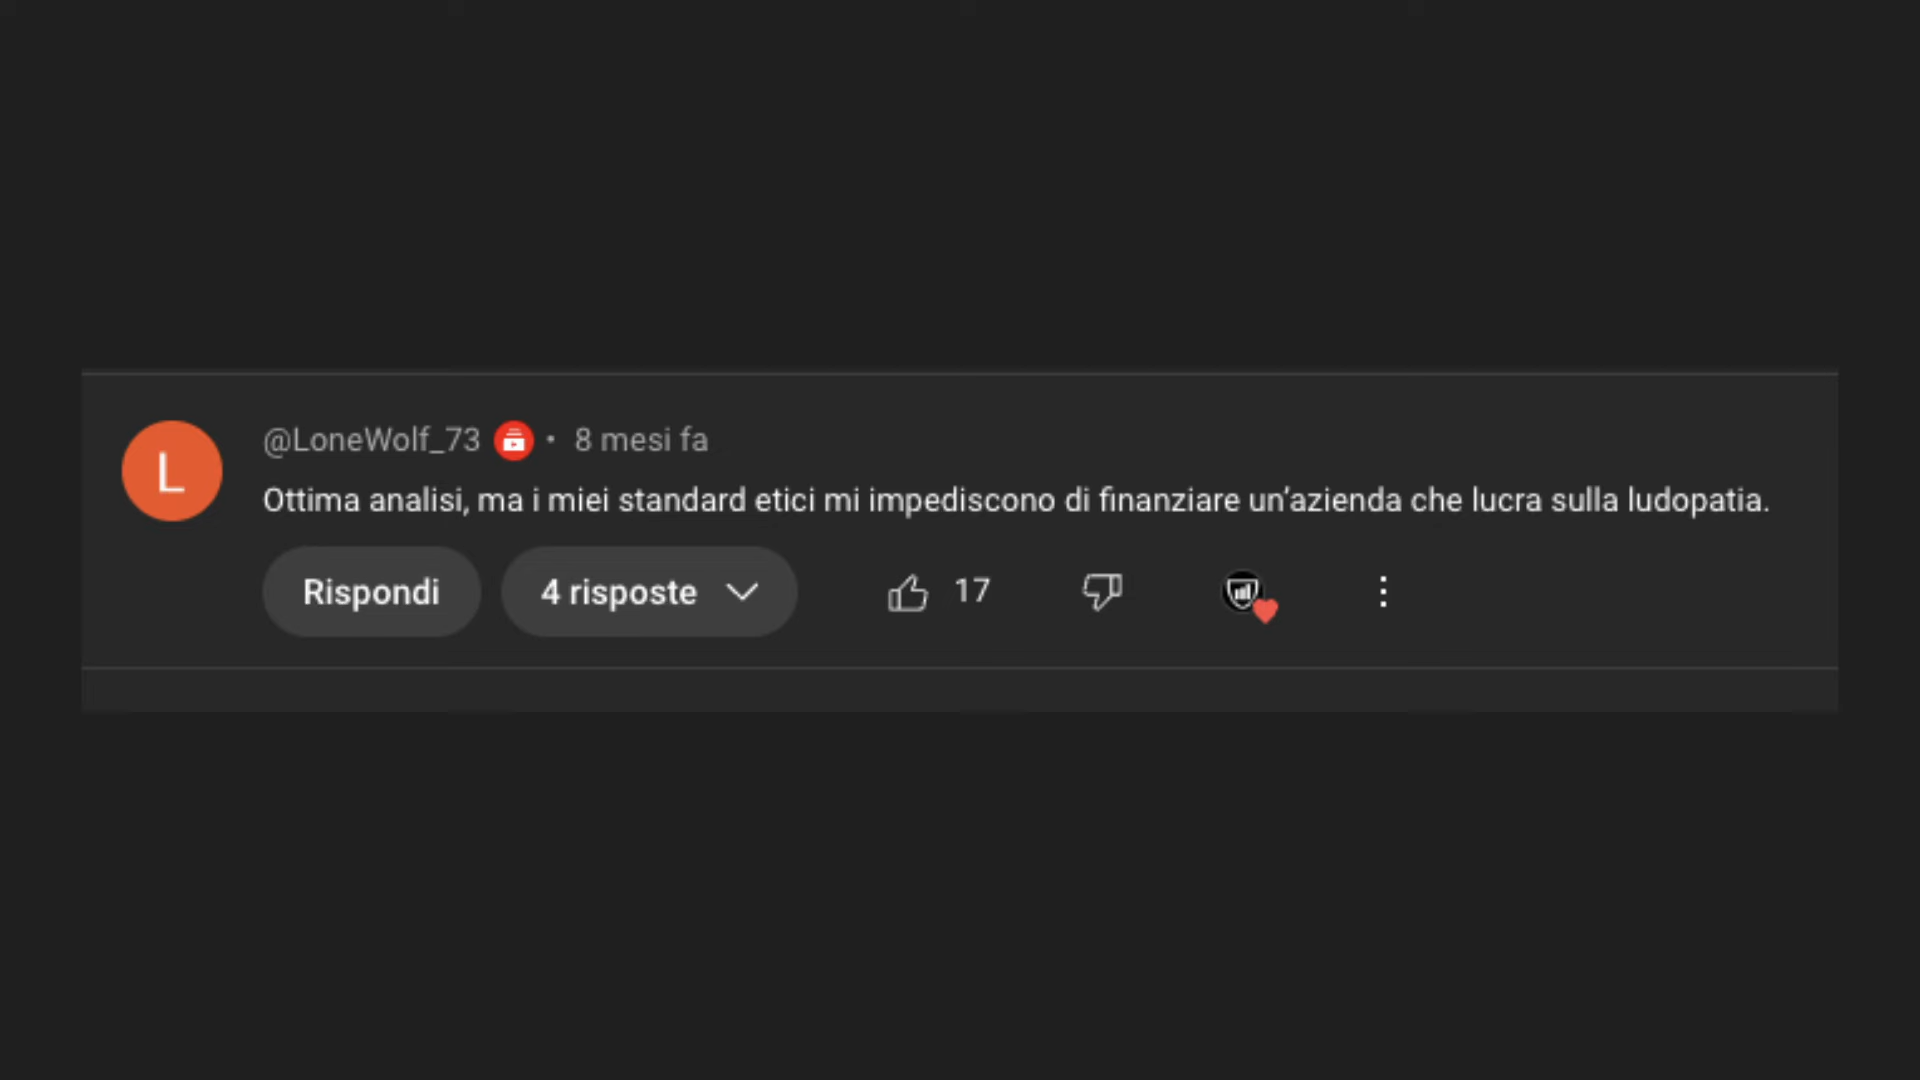 L
@LoneWolf_73 • 8 mesi fa
Ottima analisi, ma i miei standard etici mi impediscono di finanziare un'azienda che lucra sulla ludopatia.
Rispondi 4 risposte 17